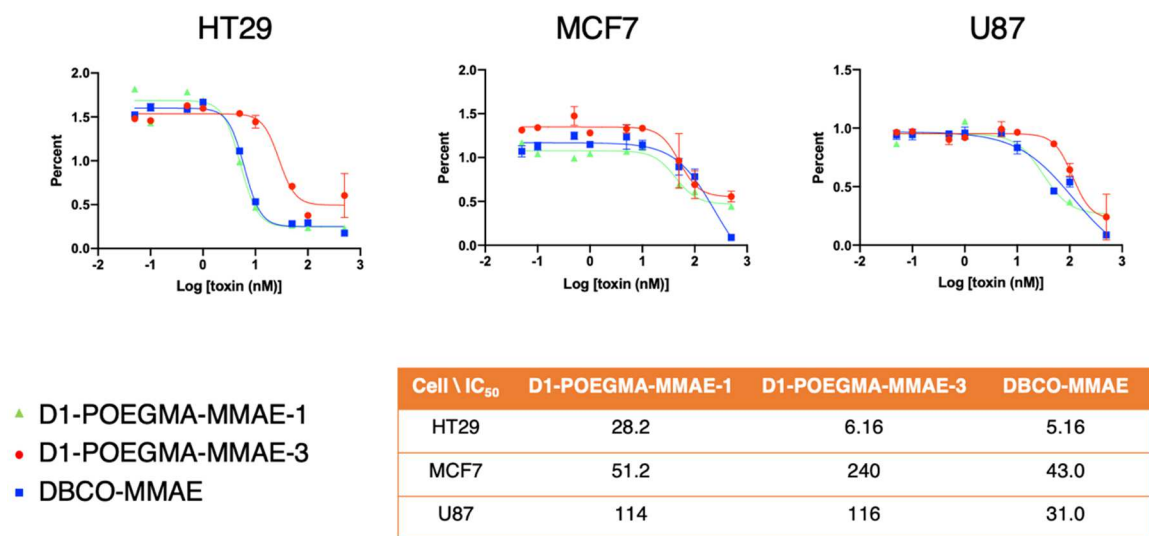 HT29
MCF7
U87
2.0
1.5
1.0
0.5
0.0
Percent
-2 -1 0 1 2 3
Log [toxin (nM)]
2.0
1.5
1.0
0.5
0.0
Percent
-2 -1 0 1 2 3
Log [toxin (nM)]
1.5
1.0
0.5
0.0
Percent
-2 -1 0 1 2 3
Log [toxin (nM)]
D1-POEGMA-MMAE-1
D1-POEGMA-MMAE-3
DBCO-MMAE
Cell \ IC50 D1-POEGMA-MMAE-1 D1-POEGMA-MMAE-3 DBCO-MMAE
HT29 28.2 6.16 5.16
MCF7 51.2 240 43.0
U87 114 116 31.0